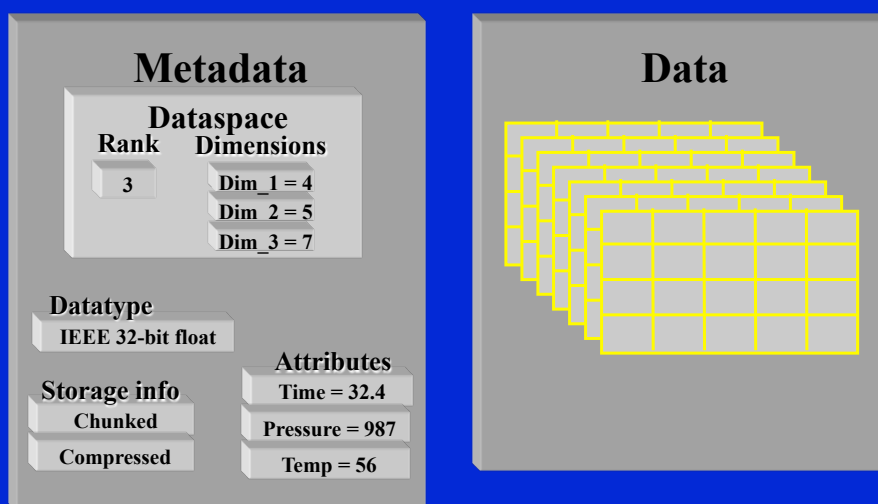 Metadata
Dataspace
Rank
Dimensions
3
Dim_1 = 4
Dim_2 = 5
Dim_3 = 7
Datatype
IEEE 32-bit float
Storage info
Chunked
Compressed
Attributes
Time = 32.4
Pressure = 987
Temp = 56
Data